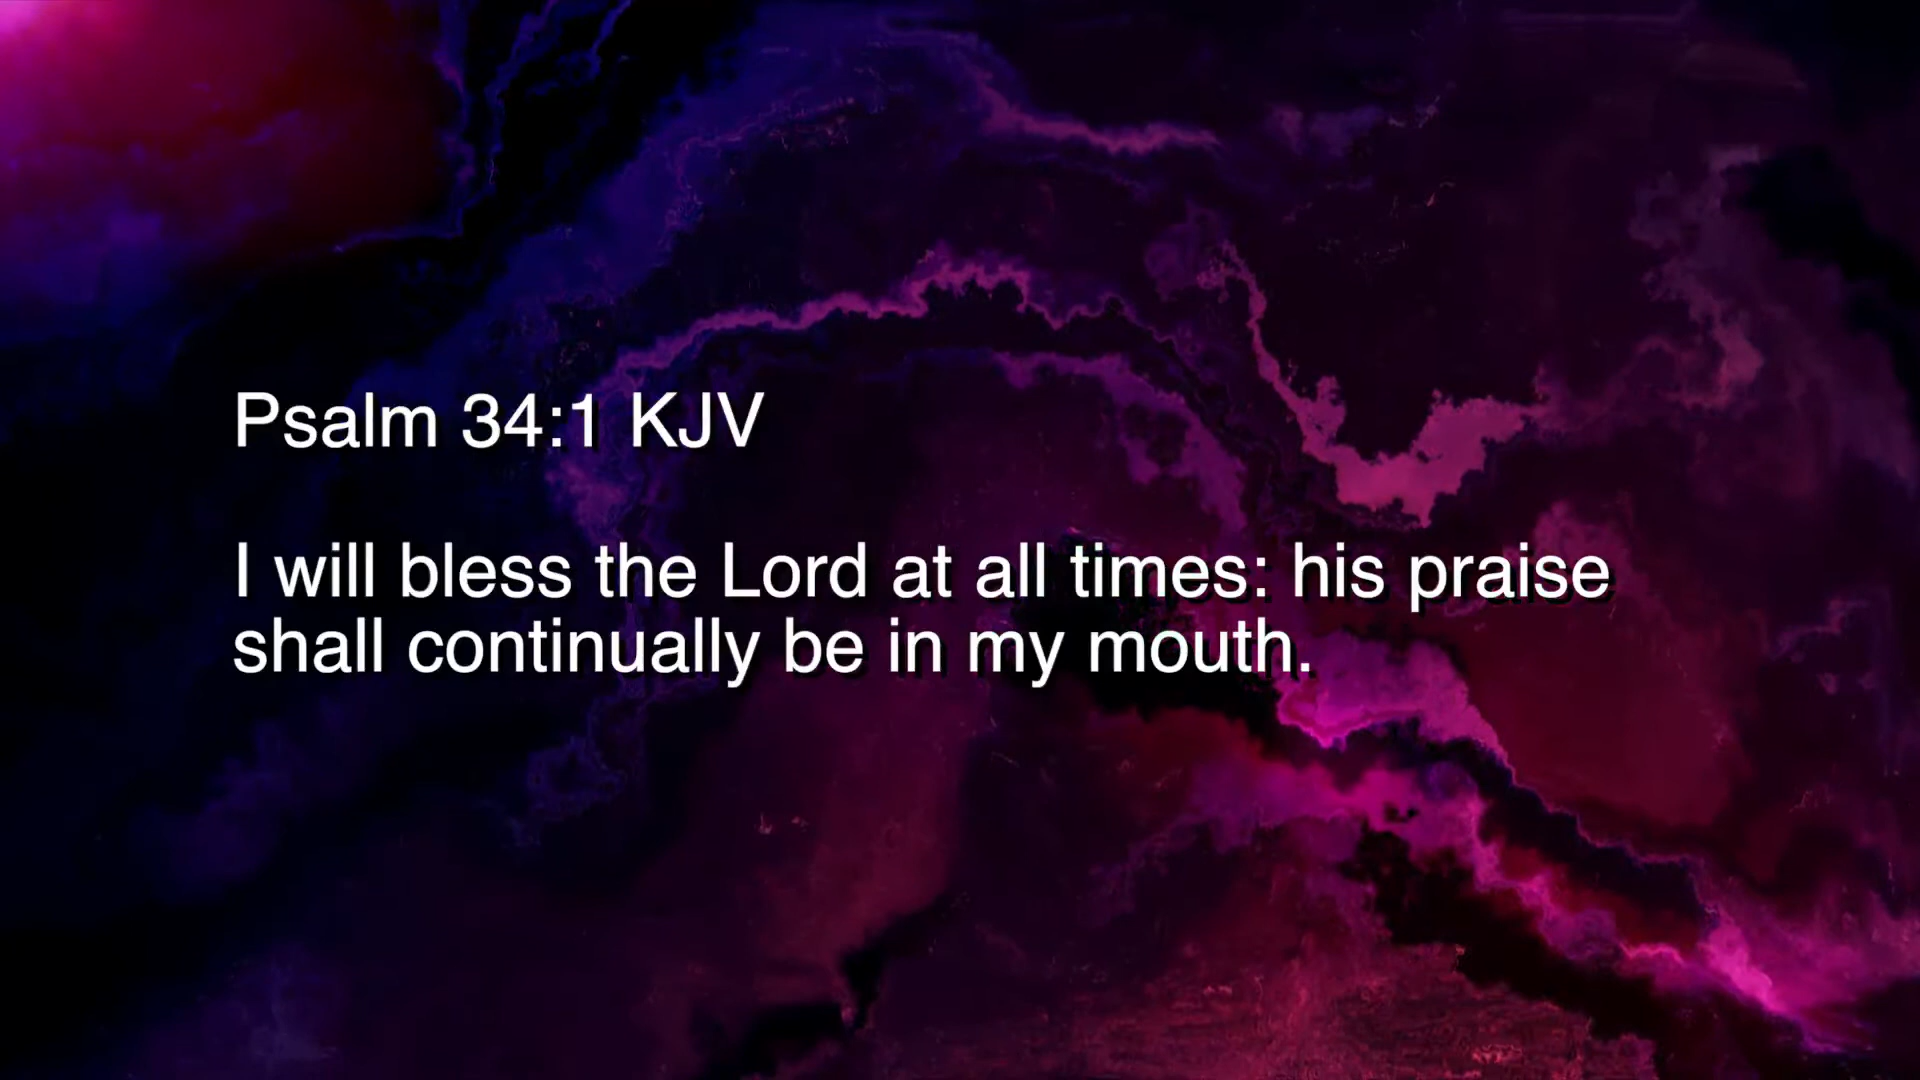 Psalm 34:1 KJV
I will bless the Lord at all times: his praise
shall continually be in my mouth.